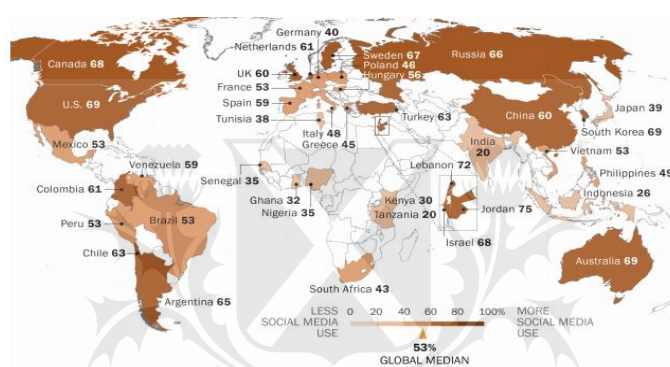 Germany 40
Netherlands 61
Sweden 67
Poland 46
Hungary 56
Russia 66
Canada 68
UK 60
France 53
Spain 59
U.S. 69
Tunisia 38
Italy 48
Greece 45
Turkey 63
China 60
Japan 39
South Korea 69
Mexico 53
India
20
Vietnam 53
Venezuela 59
Lebanon 72
Philippines 49
Senegal 35
Colombia 61
Indonesia 26
Ghana 32
Nigeria 35
Kenya 30
Tanzania 20
Jordan 75
Peru 53
Brazil 53
Israel 68
Chile 63
Australia 69
South Africa 43
Argentina 65
LESS
SOCIAL MEDIA
USE
0 20 40 60 80 100%
MORE
SOCIAL MEDIA
USE
53%
GLOBAL MEDIAN